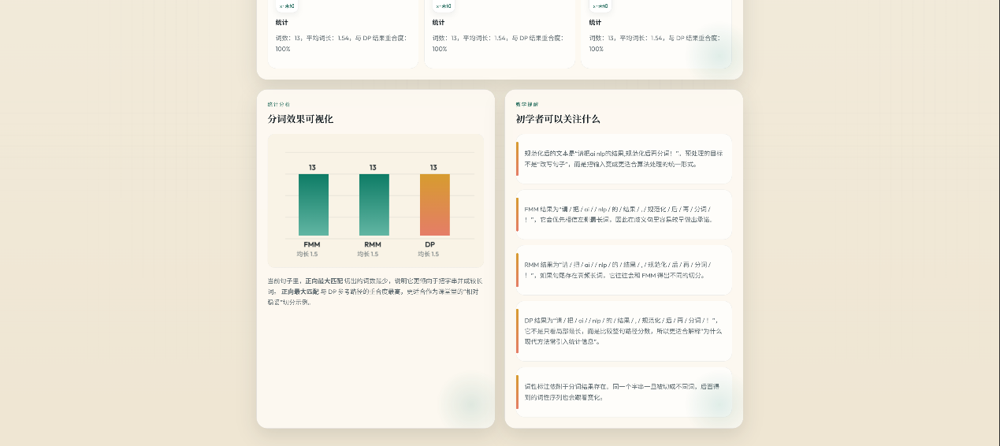 x · 未知
x · 未知
x · 未知
统计
统计
统计
词数：13，平均词长：1.54，与 DP 结果重合度：
100%
词数：13，平均词长：1.54，与 DP 结果重合度：
100%
词数：13，平均词长：1.54，与 DP 结果重合度：
100%
统计分析
分词效果可视化
13
13
13
FMM
RMM
DP
均长 1.5
均长 1.5
均长 1.5
当前句子里，正向最大匹配 切出的词数最少，说明它更倾向于把字串并成较长
词。 正向最大匹配 与 DP 参考路径的重合度最高，更适合作为课堂里的“相对
稳妥”切分示例。
教学提醒
初学者可以关注什么
规范化后的文本是“请把ai nlp的结果,规范化后再分词！”。预处理的目标
不是“改写句子”，而是把输入变成更适合算法处理的统一形式。
FMM 结果为“请 / 把 / ai / / nlp / 的 / 结果 / , / 规范化 / 后 / 再 / 分词 /
！”，它会优先相信左侧最长词，因此在歧义句里容易较早做出承诺。
RMM 结果为“请 / 把 / ai / / nlp / 的 / 结果 / , / 规范化 / 后 / 再 / 分词 /
！”，如果句尾存在高频长词，它往往会和 FMM 得出不同的切分。
DP 结果为“请 / 把 / ai / / nlp / 的 / 结果 / , / 规范化 / 后 / 再 / 分词 / ！”，
它不是只看局部最长，而是比较整句路径分数，所以更适合解释“为什么
现代方法常引入统计信息”。
词性标注依附于分词结果存在。同一个字串一旦被切成不同词，后面得
到的词性序列也会跟着变化。